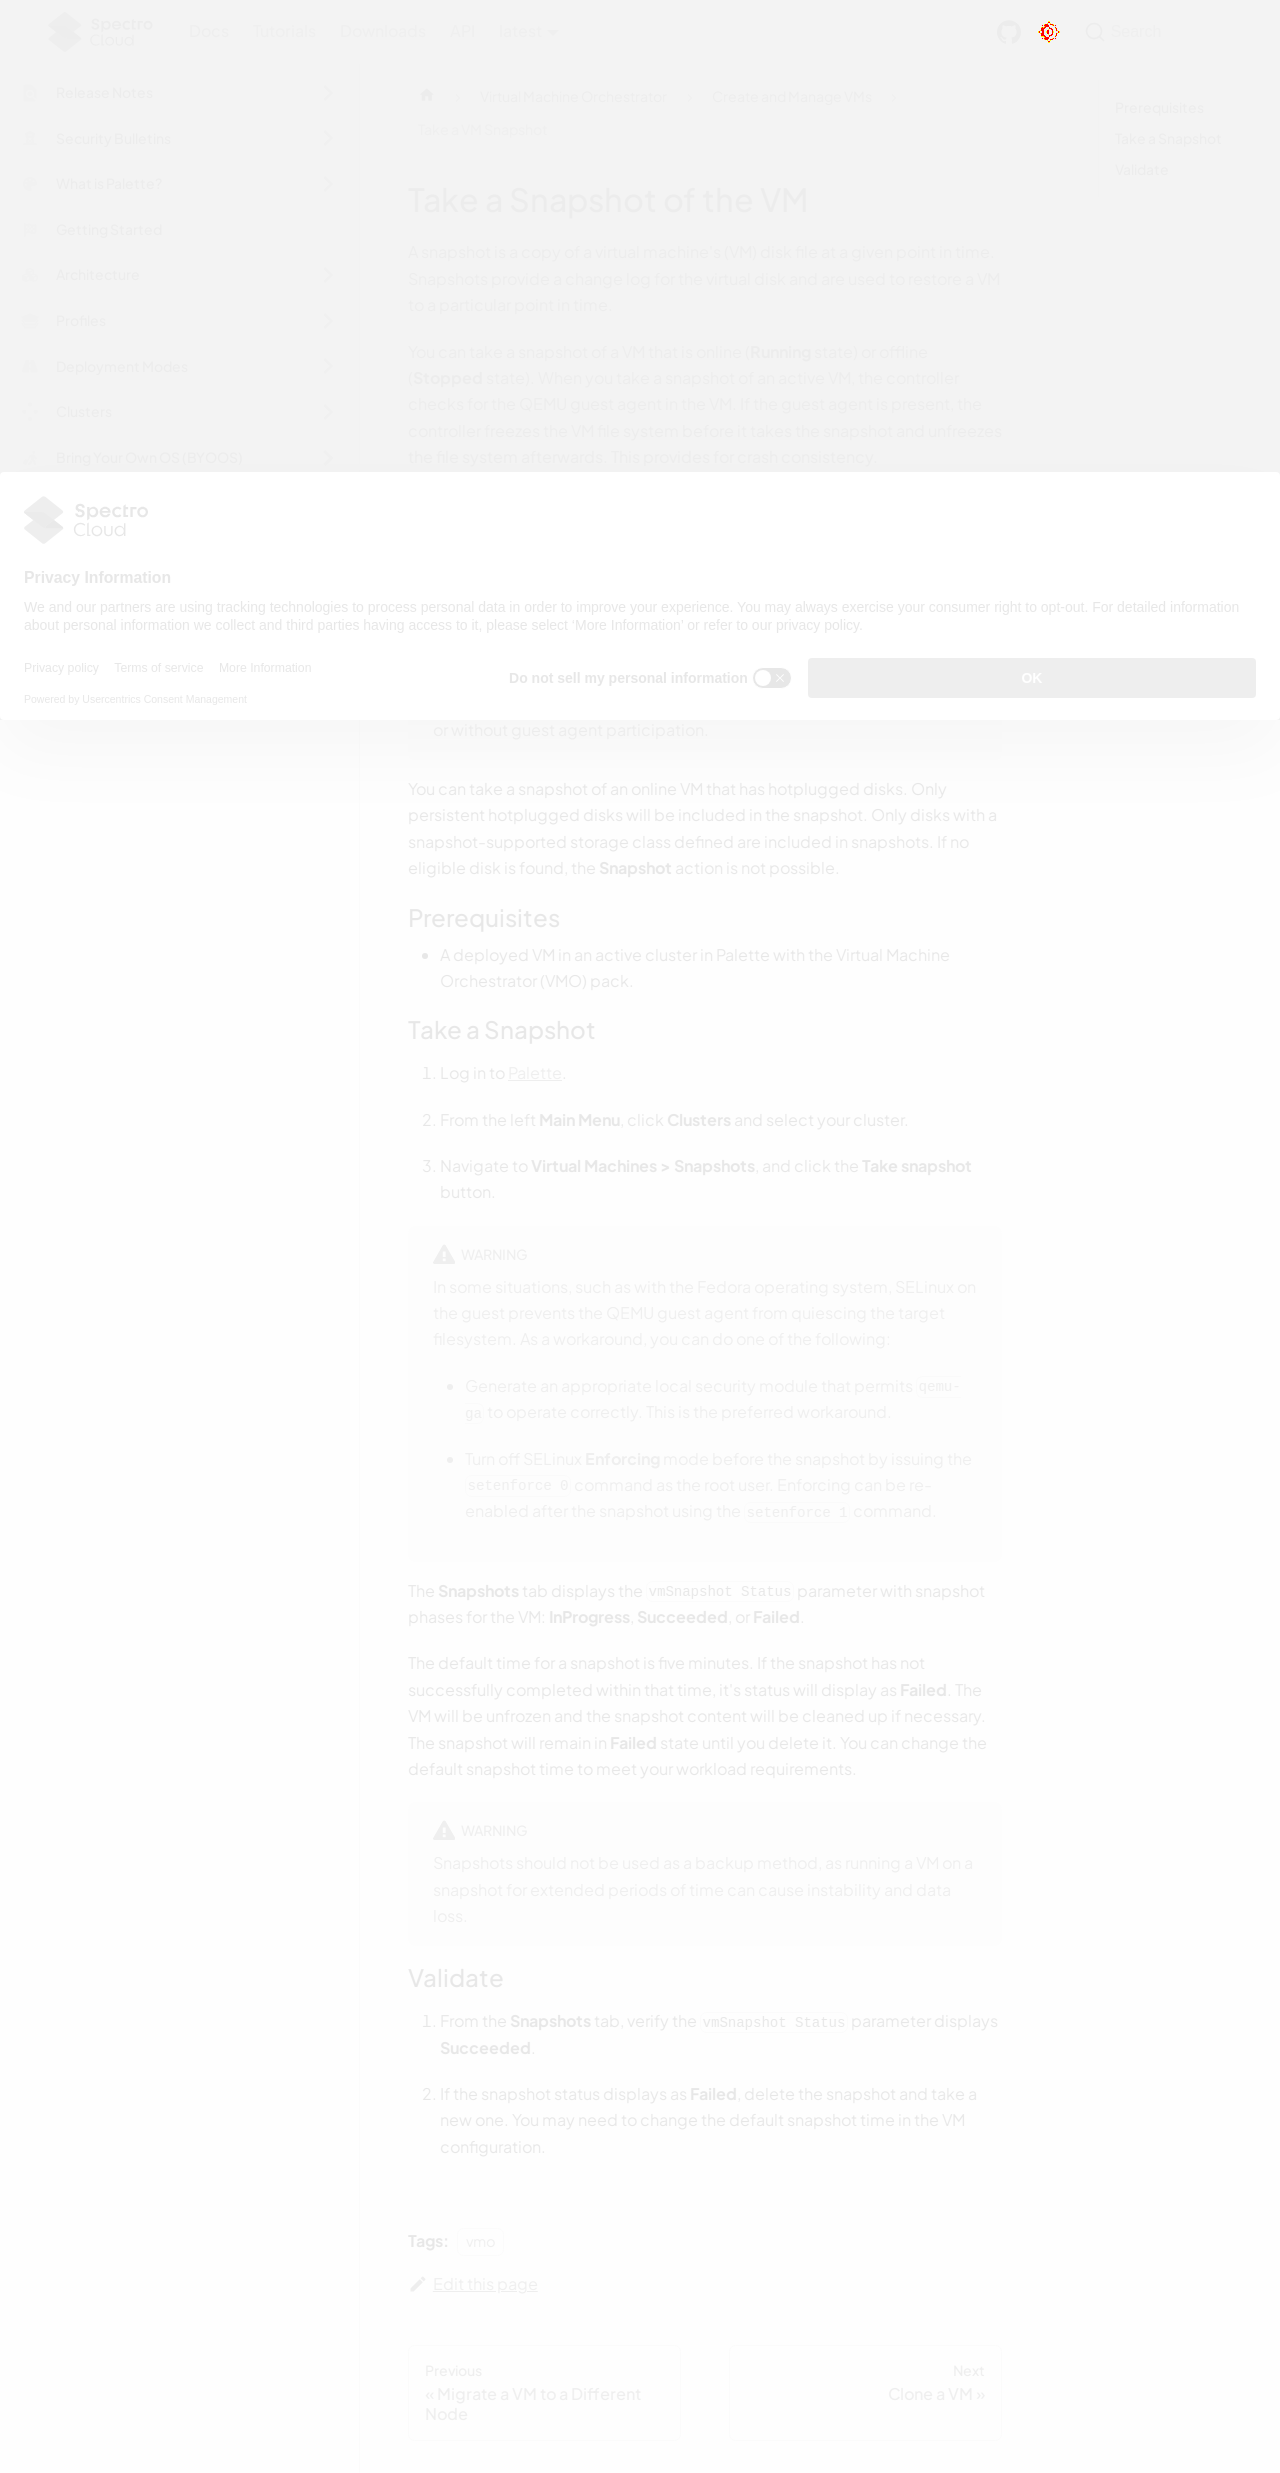 Spectro
Cloud
Docs Tutorials Downloads API latest
Search
Release Notes
Security Bulletins
What is Palette?
Getting Started
Architecture
Profiles
Deployment Modes
Clusters
Bring Your Own OS (BYOOS)
Virtual Machine Orchestrator
Create and Manage VMs
Take a VM Snapshot
Prerequisites
Take a Snapshot
Validate
Take a Snapshot of the VM
A snapshot is a copy of a virtual machine's (VM) disk file at a given point in time.
Snapshots provide a change log for the virtual disk and are used to restore a VM
to a particular point in time.
You can take a snapshot of a VM that is online (Running state) or offline
(Stopped state). When you take a snapshot of an active VM, the controller
checks for the QEMU guest agent in the VM. If the guest agent is present, the
controller freezes the VM file system before it takes the snapshot and unfreezes
the file system afterwards. This provides for crash consistency.
Spectro
Cloud
Privacy Information
We and our partners are using tracking technologies to process personal data in order to improve your experience. You may always exercise your consumer right to opt-out. For detailed information
about personal information we collect and third parties having access to it, please select 'More Information' or refer to our privacy policy.
Privacy policy Terms of service More Information
Powered by Usercentrics Consent Management
Do not sell my personal information
OK
or without guest agent participation.
You can take a snapshot of an online VM that has hotplugged disks. Only
persistent hotplugged disks will be included in the snapshot. Only disks with a
snapshot-supported storage class defined are included in snapshots. If no
eligible disk is found, the Snapshot action is not possible.
Prerequisites
• A deployed VM in an active cluster in Palette with the Virtual Machine
Orchestrator (VMO) pack.
Take a Snapshot
1. Log in to Palette.
2. From the left Main Menu, click Clusters and select your cluster.
3. Navigate to Virtual Machines > Snapshots, and click the Take snapshot
button.
WARNING
In some situations, such as with the Fedora operating system, SELinux on
the guest prevents the QEMU guest agent from quiescing the target
filesystem. As a workaround, you can do one of the following:
• Generate an appropriate local security module that permits qemu-
ga to operate correctly. This is the preferred workaround.
• Turn off SELinux Enforcing mode before the snapshot by issuing the
setenforce 0 command as the root user. Enforcing can be re-
enabled after the snapshot using the setenforce 1 command.
The Snapshots tab displays the vmSnapshot Status parameter with snapshot
phases for the VM: InProgress, Succeeded, or Failed.
The default time for a snapshot is five minutes. If the snapshot has not
successfully completed within that time, it's status will display as Failed. The
VM will be unfrozen and the snapshot content will be cleaned up if necessary.
The snapshot will remain in Failed state until you delete it. You can change the
default snapshot time to meet your workload requirements.
WARNING
Snapshots should not be used as a backup method, as running a VM on a
snapshot for extended periods of time can cause instability and data
loss.
Validate
1. From the Snapshots tab, verify the vmSnapshot Status parameter displays
Succeeded.
2. If the snapshot status displays as Failed, delete the snapshot and take a
new one. You may need to change the default snapshot time in the VM
configuration.
Tags: vmo
Edit this page
Previous
« Migrate a VM to a Different
Node
Next
Clone a VM »